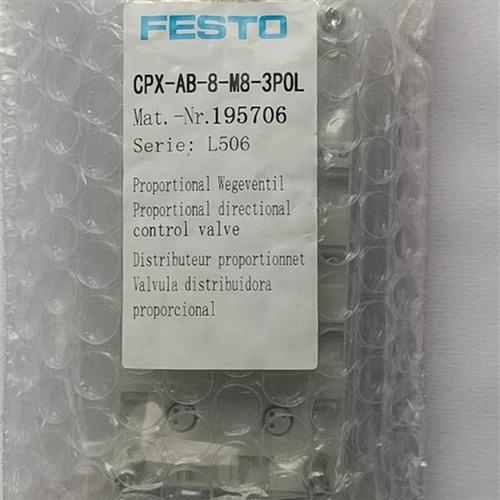 FESTO
CPX-AB-8-M8-3POL
Mat.-Nr.195706
Serie: L506
Proportional Wegeventil
Proportional directional
control valve
Distributeur proportionnet
Valvula distribuidora
proporcional